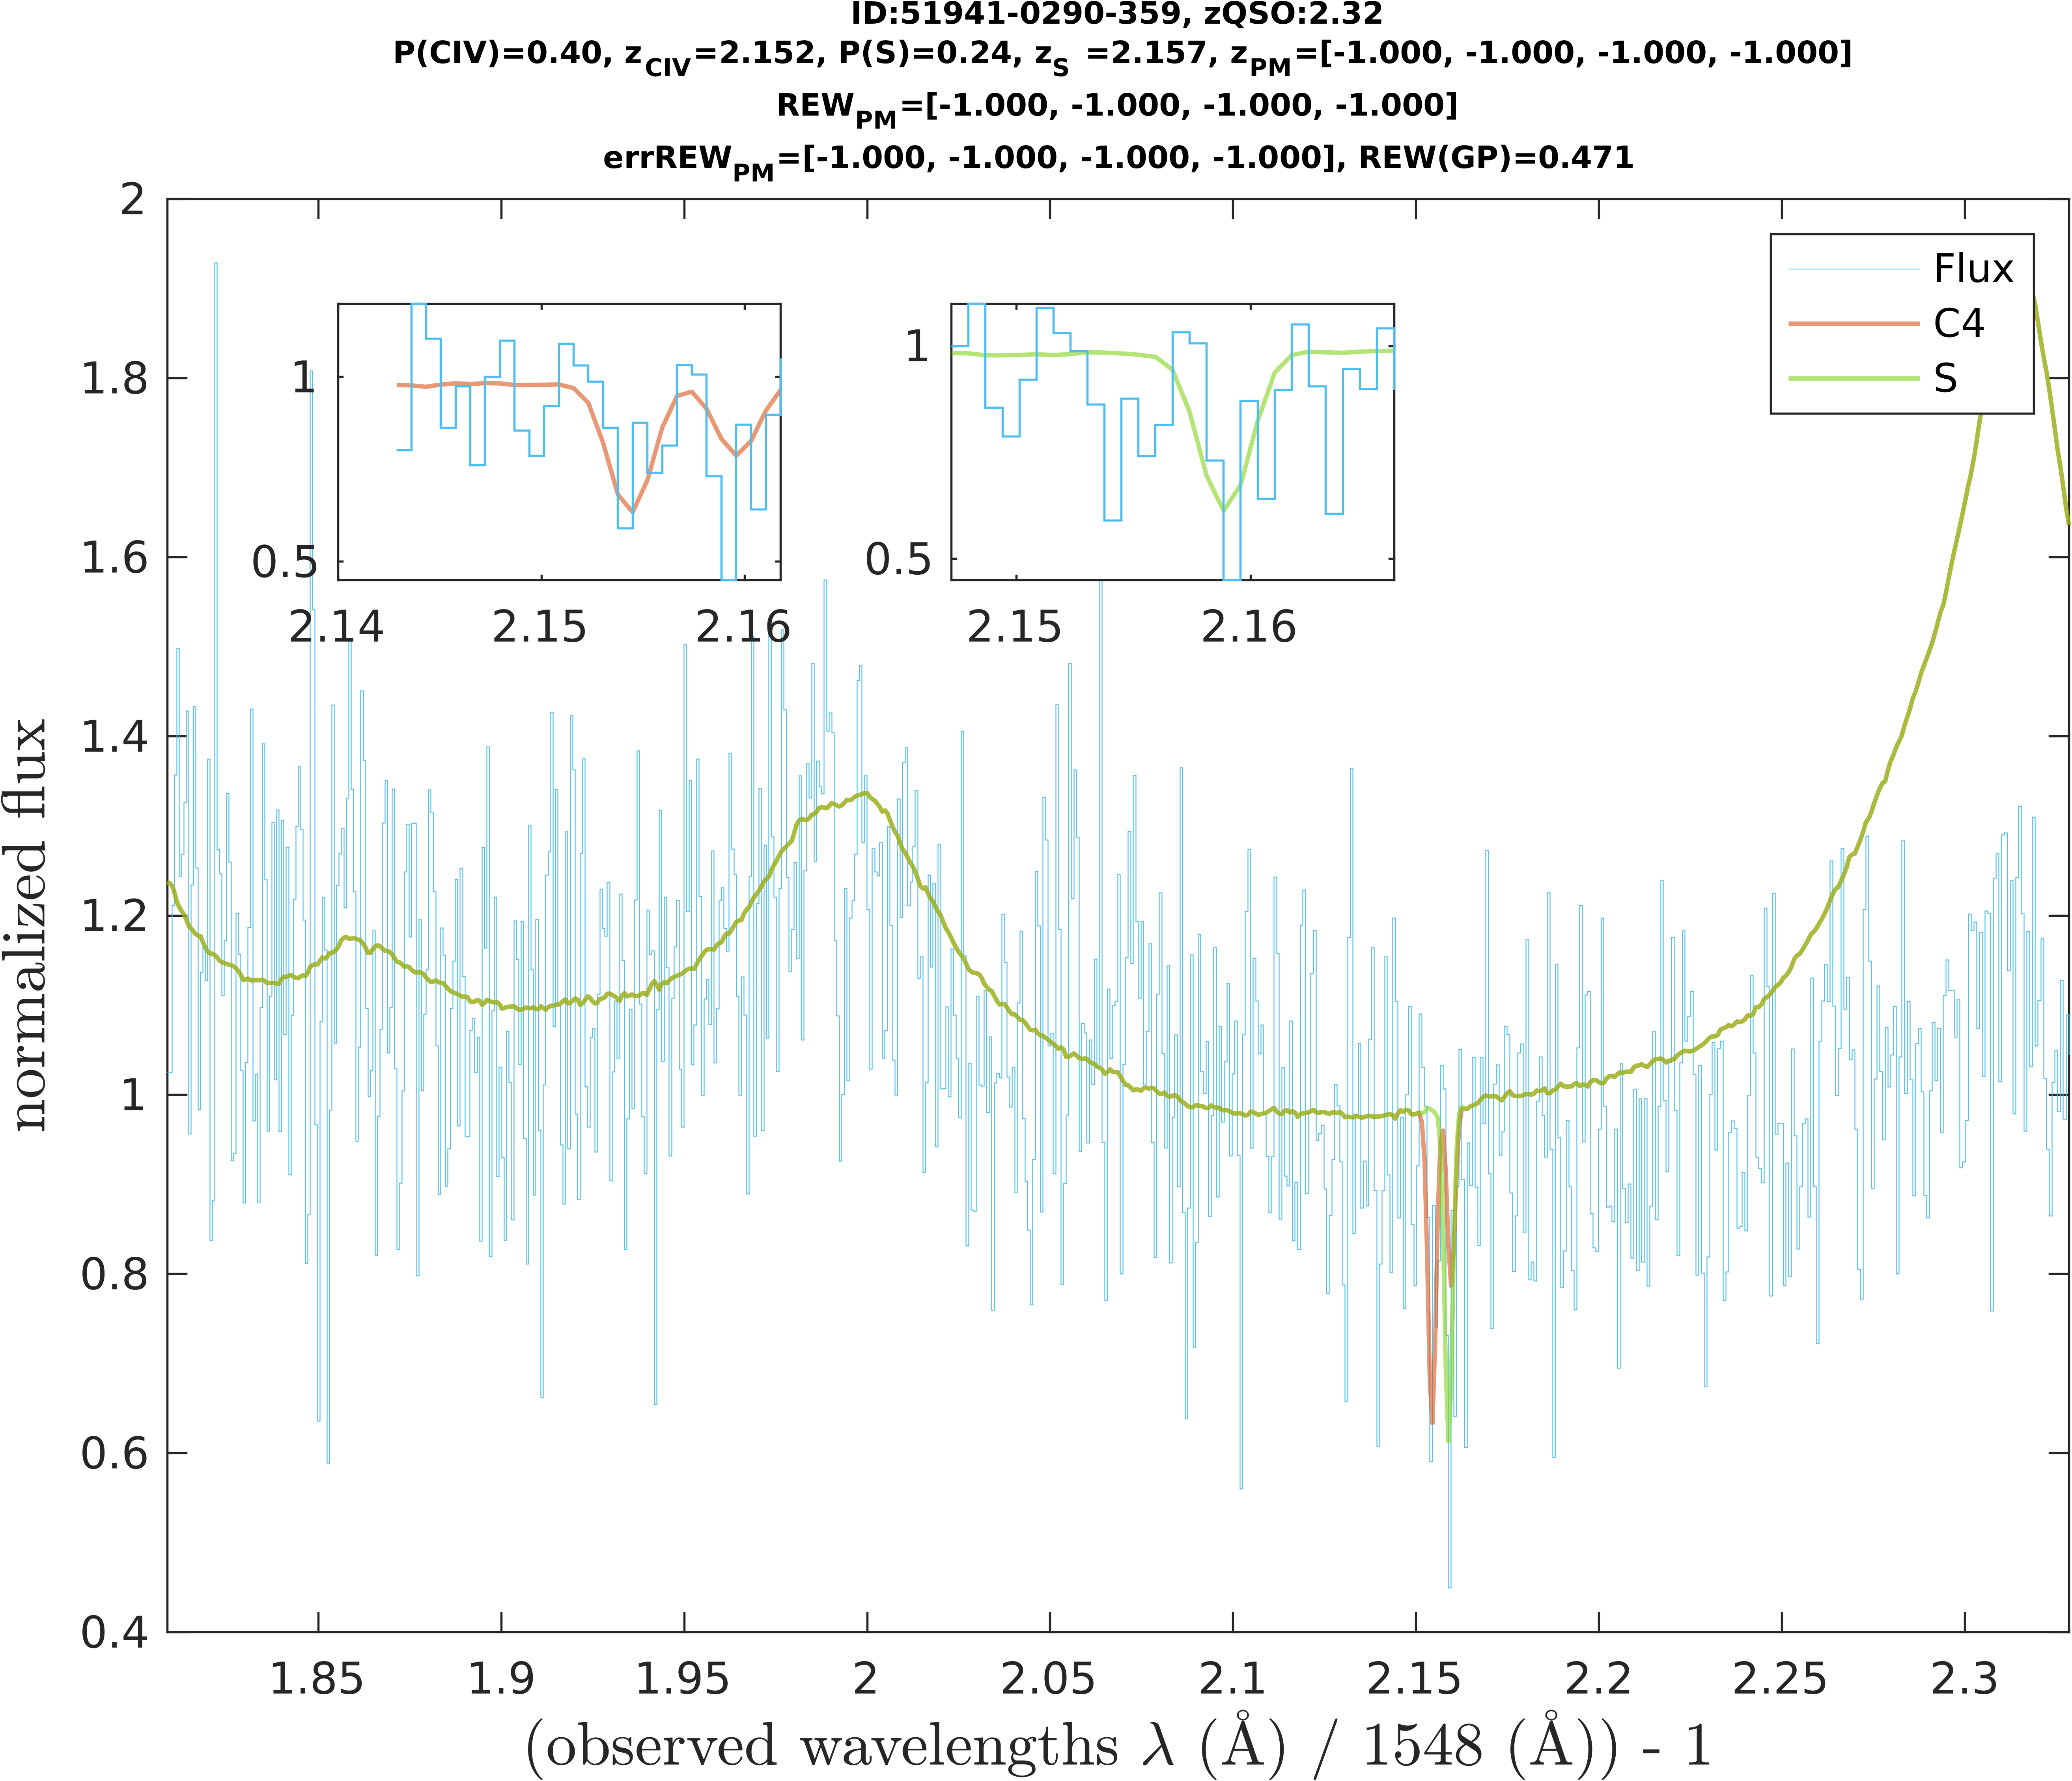 ID:51941-0290-359, zQSO:2.32
P(CIV)=0.40, zCIV=2.152, P(S)=0.24, zS =2.157, zPM=[-1.000, -1.000, -1.000, -1.000]
REWPM=[-1.000, -1.000, -1.000, -1.000]
errREWPM=[-1.000, -1.000, -1.000, -1.000], REW(GP)=0.471
2
1.8
1.6
1.4
1.2
1
0.8
0.6
0.4
normalized flux
1
0.5
2.14 2.15 2.16
1
0.5
2.15 2.16
Flux
C4
S
1.85 1.9 1.95 2 2.05 2.1 2.15 2.2 2.25 2.3
(observed wavelengths λ (Å) / 1548 (Å)) - 1